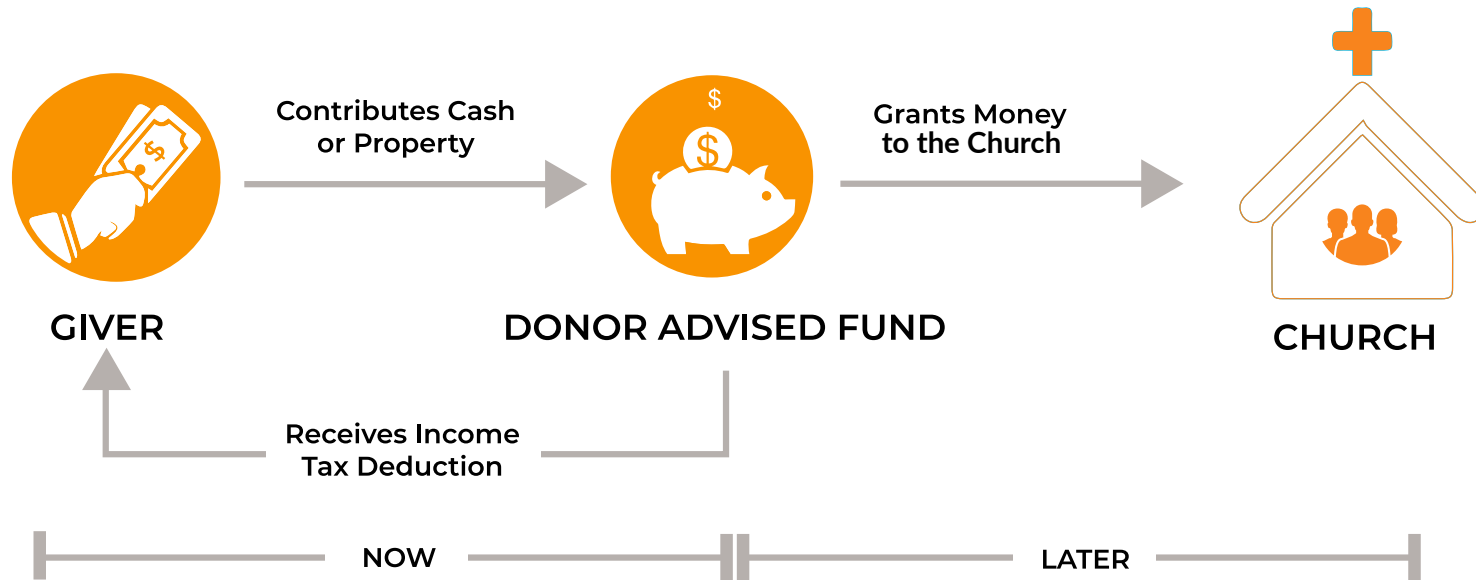 Contributes Cash
or Property
$
$
$
Grants Money
to the Church
GIVER
DONOR ADVISED FUND
CHURCH
Receives Income
Tax Deduction
NOW
LATER